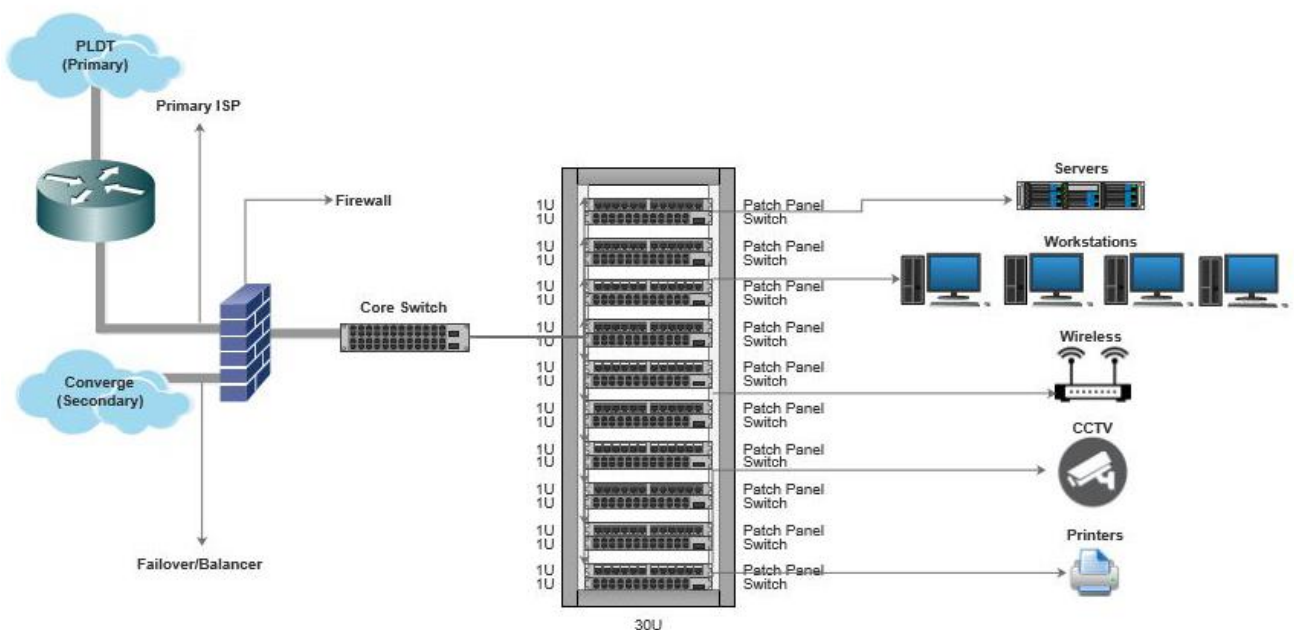 PLDT
(Primary)
Primary ISP
Firewall
Core Switch
Converge
(Secondary)
Failover/Balancer
1U Patch Panel
1U Switch
1U Patch Panel
1U Switch
1U Patch Panel
1U Switch
1U Patch Panel
1U Switch
1U Patch Panel
1U Switch
1U Patch Panel
1U Switch
1U Patch Panel
1U Switch
1U Patch Panel
1U Switch
1U Patch Panel
1U Switch
1U Patch Panel
1U Switch
30U
Servers
Workstations
Wireless
CCTV
Printers